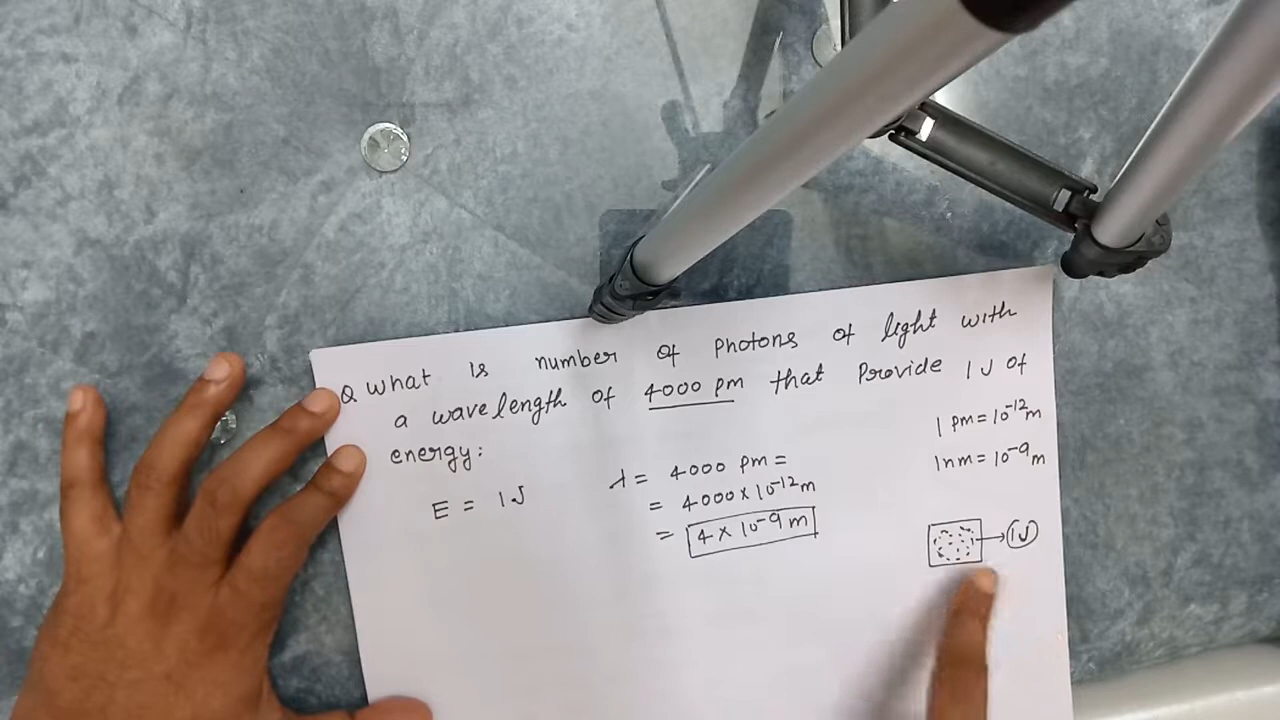 Q What is number of photons of light with
a wavelength of 4000 pm that provide 1J of
energy:
1 pm = 10⁻¹²m
1nm = 10⁻⁹m
E = 1J
λ = 4000 pm =
= 4000 × 10⁻¹²m
= 4 × 10⁻⁹ m
→ 1J